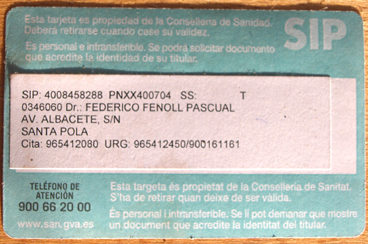 Esta tarjeta es propiedad de la Conselleria de Sanidad.
Deberá retirarse cuando cese su validez.
Es personal e intransferible. Se podrá solicitar documento
que acredite la identidad de su titular.
SIP
SIP: 4008458288 PNXX400704 SS: T
0346060 Dr.: FEDERICO FENOLL PASCUAL
AV. ALBACETE, S/N
SANTA POLA
Cita: 965412080 URG: 965412450/900161161
TELÉFONO DE
ATENCIÓN
900 66 20 00
www.san.gva.es
Esta targeta és propietat de la Conselleria de Sanitat.
S'ha de retirar quan deixe de ser vàlida.
És personal i intransferible. Se li pot demanar que mostre
un document que acredite la identitat del titular.